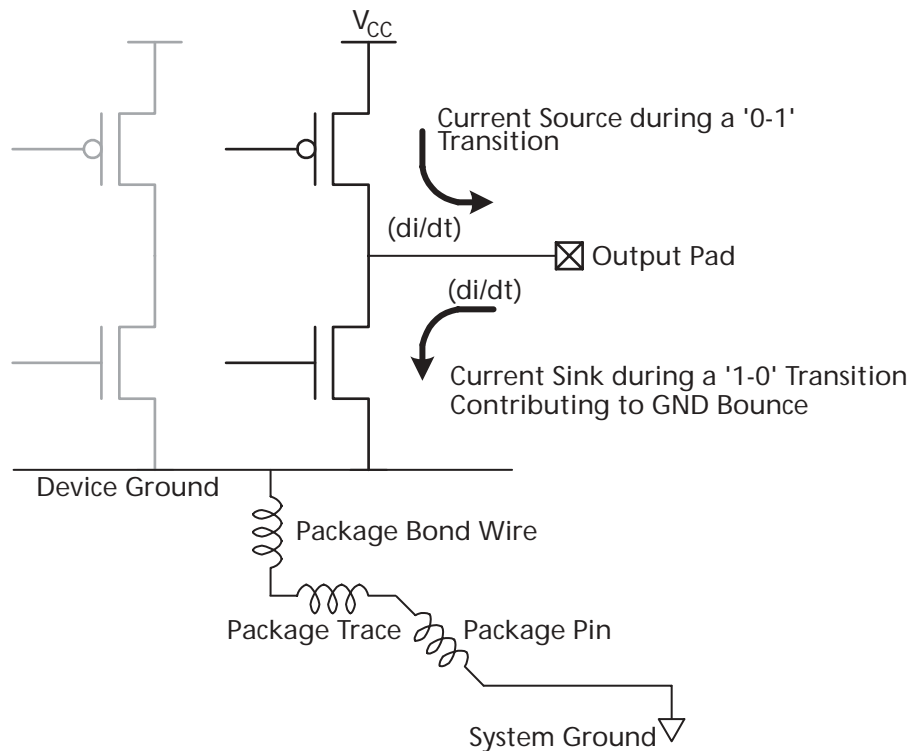 VCC
Current Source during a '0-1'
Transition
(di/dt)
Output Pad
(di/dt)
Current Sink during a '1-0' Transition
Contributing to GND Bounce
Device Ground
Package Bond Wire
Package Trace
Package Pin
System Ground